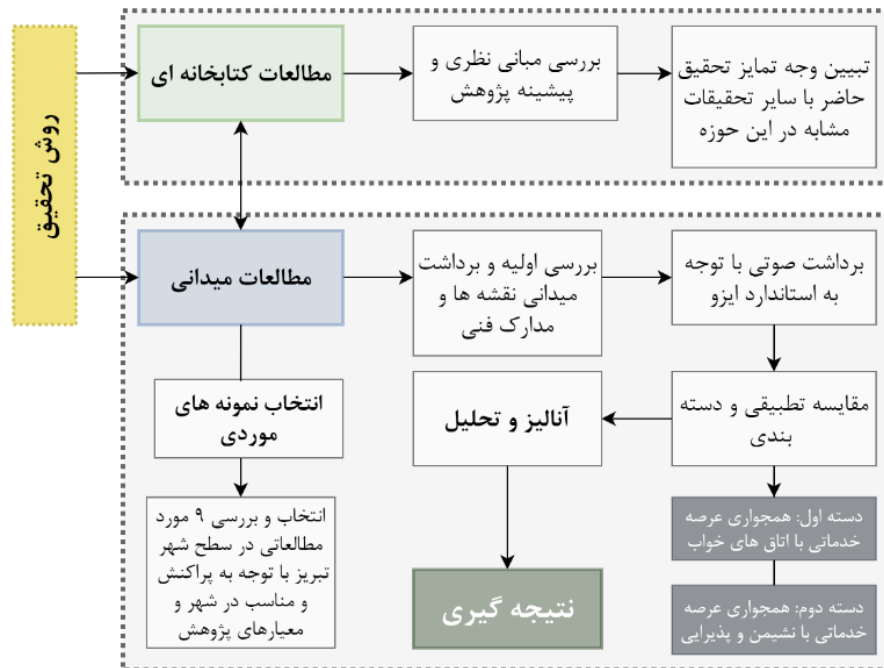 روش تحقیق
مطالعات کتابخانه ای
بررسی مبانی نظری و
پیشینه پژوهش
تبیین وجه تمایز تحقیق
حاضر با سایر تحقیقات
مشابه در این حوزه
مطالعات میدانی
بررسی اولیه و برداشت
میدانی نقشه ها و
مدارک فنی
برداشت صوتی با توجه
به استاندارد ایزو
انتخاب نمونه های
موردی
آنالیز و تحلیل
مقایسه تطبیقی و دسته
بندی
انتخاب و بررسی ۹ مورد
مطالعاتی در سطح شهر
تبریز با توجه به پراکنش
و مناسب در شهر و
معیارهای پژوهش
نتیجه گیری
دسته اول: همجواری عرصه
خدماتی با اتاق های خواب
دسته دوم: همجواری عرصه
خدماتی با نشیمن و پذیرایی